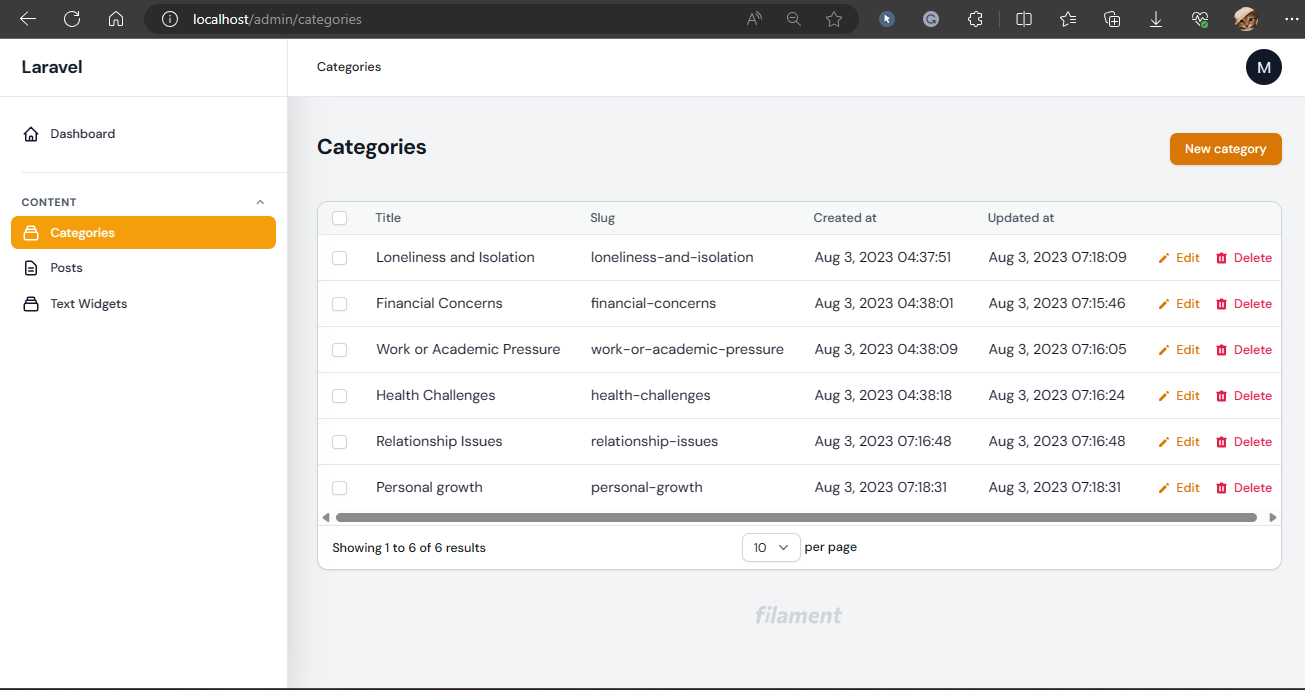 localhost/admin/categories
Laravel
Categories
M
Dashboard
CONTENT
Categories
Posts
Text Widgets
Categories
New category
Title Slug Created at Updated at
Loneliness and Isolation loneliness-and-isolation Aug 3, 2023 04:37:51 Aug 3, 2023 07:18:09 Edit Delete
Financial Concerns financial-concerns Aug 3, 2023 04:38:01 Aug 3, 2023 07:15:46 Edit Delete
Work or Academic Pressure work-or-academic-pressure Aug 3, 2023 04:38:09 Aug 3, 2023 07:16:05 Edit Delete
Health Challenges health-challenges Aug 3, 2023 04:38:18 Aug 3, 2023 07:16:24 Edit Delete
Relationship Issues relationship-issues Aug 3, 2023 07:16:48 Aug 3, 2023 07:16:48 Edit Delete
Personal growth personal-growth Aug 3, 2023 07:18:31 Aug 3, 2023 07:18:31 Edit Delete
Showing 1 to 6 of 6 results 10 per page
filament